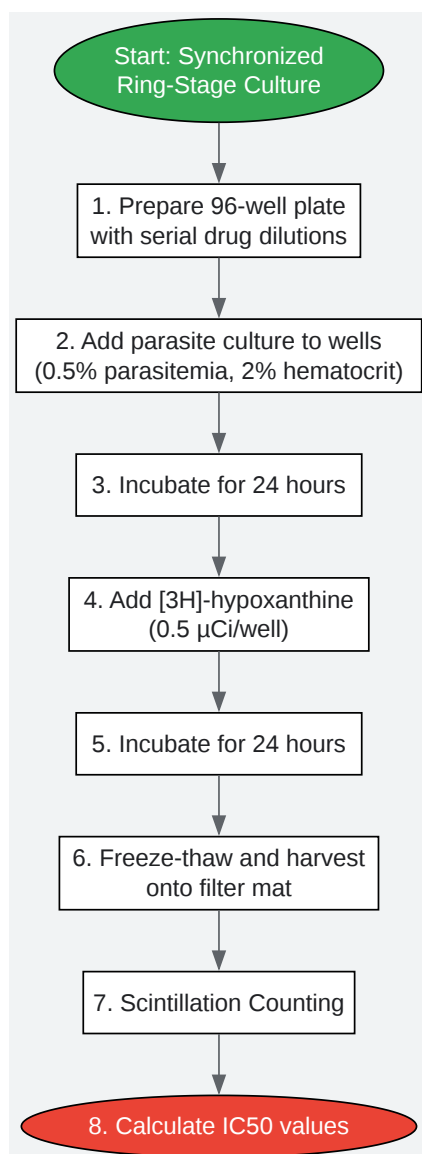 Start: Synchronized
Ring-Stage Culture
1. Prepare 96-well plate
with serial drug dilutions
2. Add parasite culture to wells
(0.5% parasitemia, 2% hematocrit)
3. Incubate for 24 hours
4. Add [3H]-hypoxanthine
(0.5 µCi/well)
5. Incubate for 24 hours
6. Freeze-thaw and harvest
onto filter mat
7. Scintillation Counting
8. Calculate IC50 values